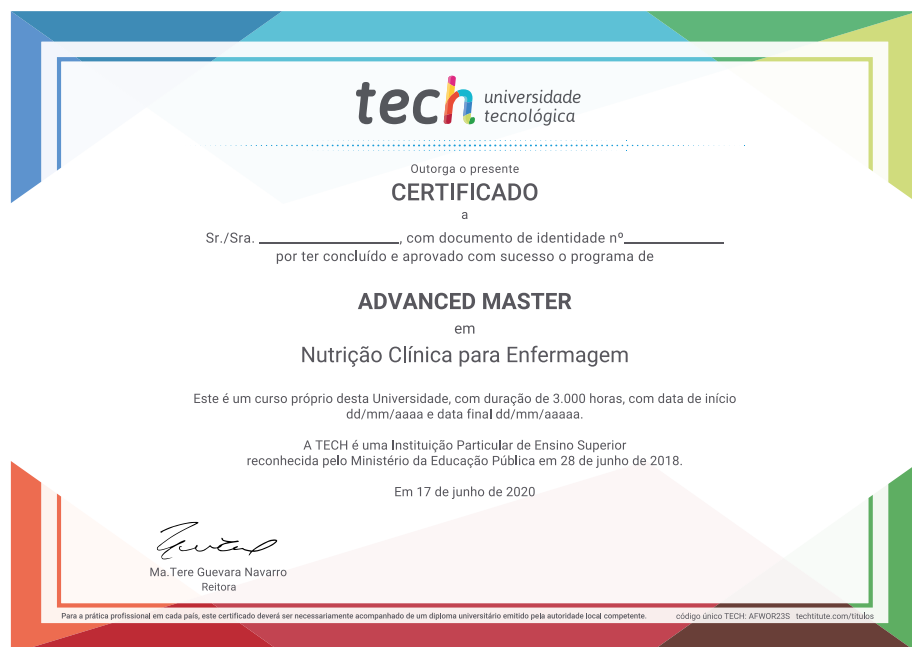 tech universidade
tecnológica
Outorga o presente
CERTIFICADO
a
Sr./Sra. ____________________, com documento de identidade nº______________
por ter concluído e aprovado com sucesso o programa de
ADVANCED MASTER
em
Nutrição Clínica para Enfermagem
Este é um curso próprio desta Universidade, com duração de 3.000 horas, com data de início
dd/mm/aaaa e data final dd/mm/aaaaa.
A TECH é uma Instituição Particular de Ensino Superior
reconhecida pelo Ministério da Educação Pública em 28 de junho de 2018.
Em 17 de junho de 2020
Ma.Tere Guevara Navarro
Reitora
Para a prática profissional em cada país, este certificado deverá ser necessariamente acompanhado de um diploma universitário emitido pela autoridade local competente.
código único TECH: AFWOR23S techtitute.com/titulos